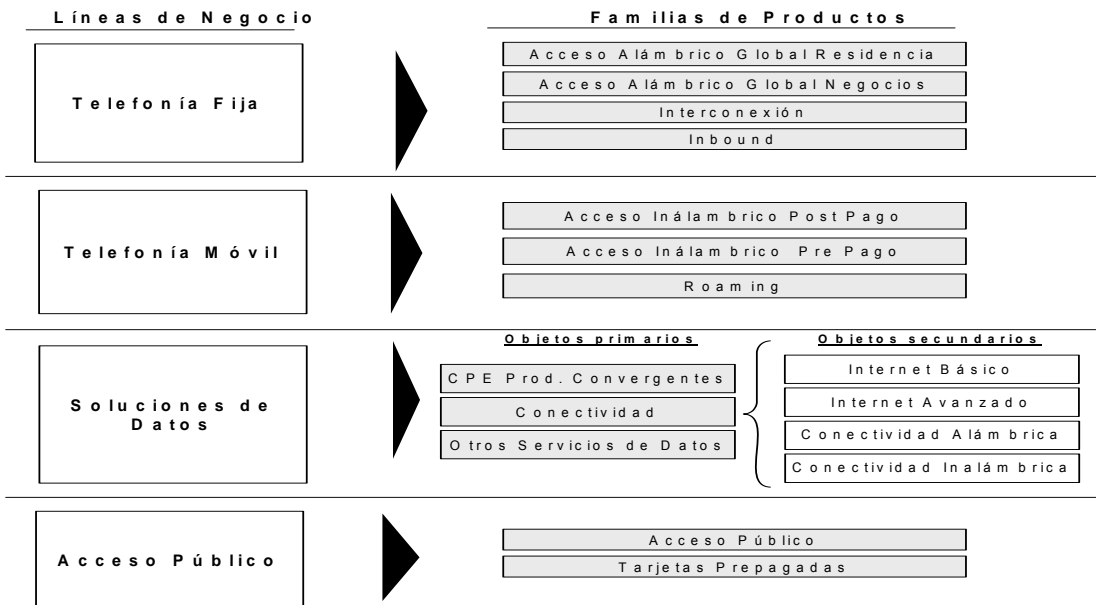 Líneas de Negocio
Familias de Productos
Telefonía Fija
Acceso Alámbrico Global Residencia
Acceso Alámbrico Global Negocios
Interconexión
Inbound
Telefonía Móvil
Acceso Inálambrico Post Pago
Acceso Inálambrico Pre Pago
Roaming
Soluciones de
Datos
Objetos primarios
CPE Prod. Convergentes
Conectividad
Otros Servicios de Datos
Objetos secundarios
Internet Básico
Internet Avanzado
Conectividad Alámbrica
Conectividad Inalámbrica
Acceso Público
Acceso Público
Tarjetas Prepagadas